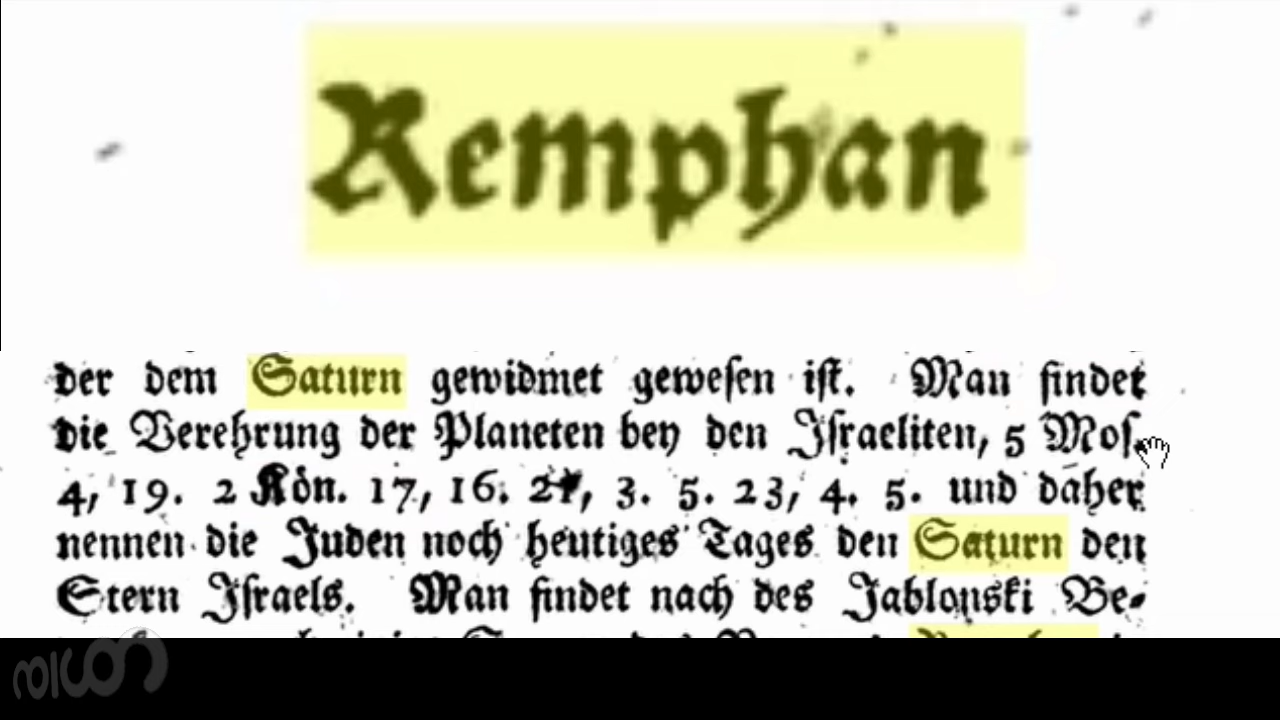 Remphan
der dem Saturn gewidmet gewesen ist. Man findet
die Verehrung der Planeten bey den Israeliten, 5 Mos.
4, 19. 2 Kön. 17, 16. 21, 3. 5. 23, 4. 5. und daher
nennen die Juden noch heutiges Tages den Saturn den
Stern Israels. Man findet nach des Jablonski Be-